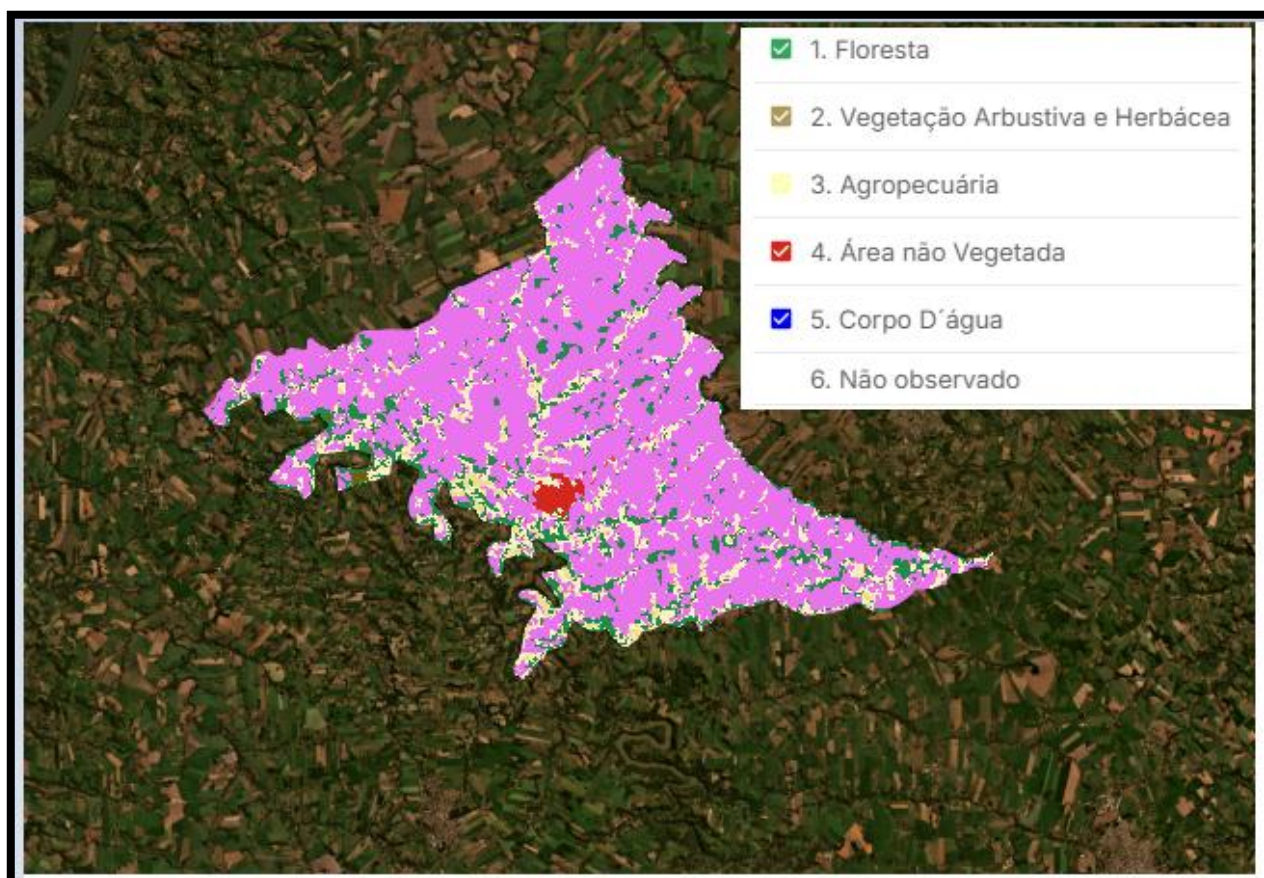 1. Floresta
2. Vegetação Arbustiva e Herbácea
3. Agropecuária
4. Área não Vegetada
5. Corpo D´água
6. Não observado